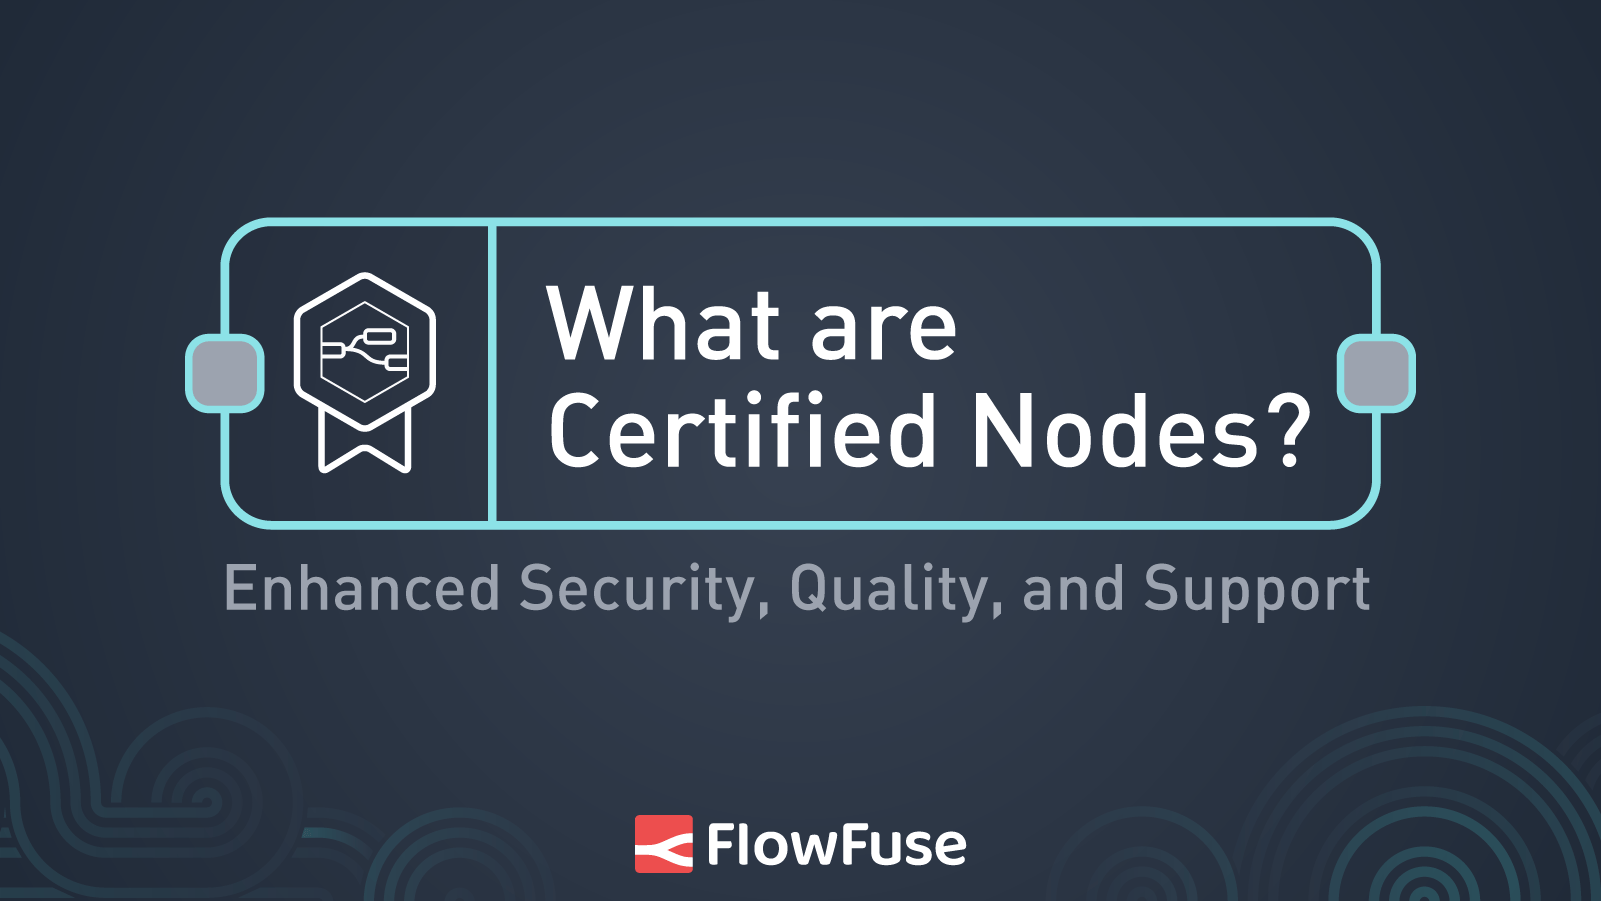 What are
Certified Nodes?
Enhanced Security, Quality, and Support
FlowFuse